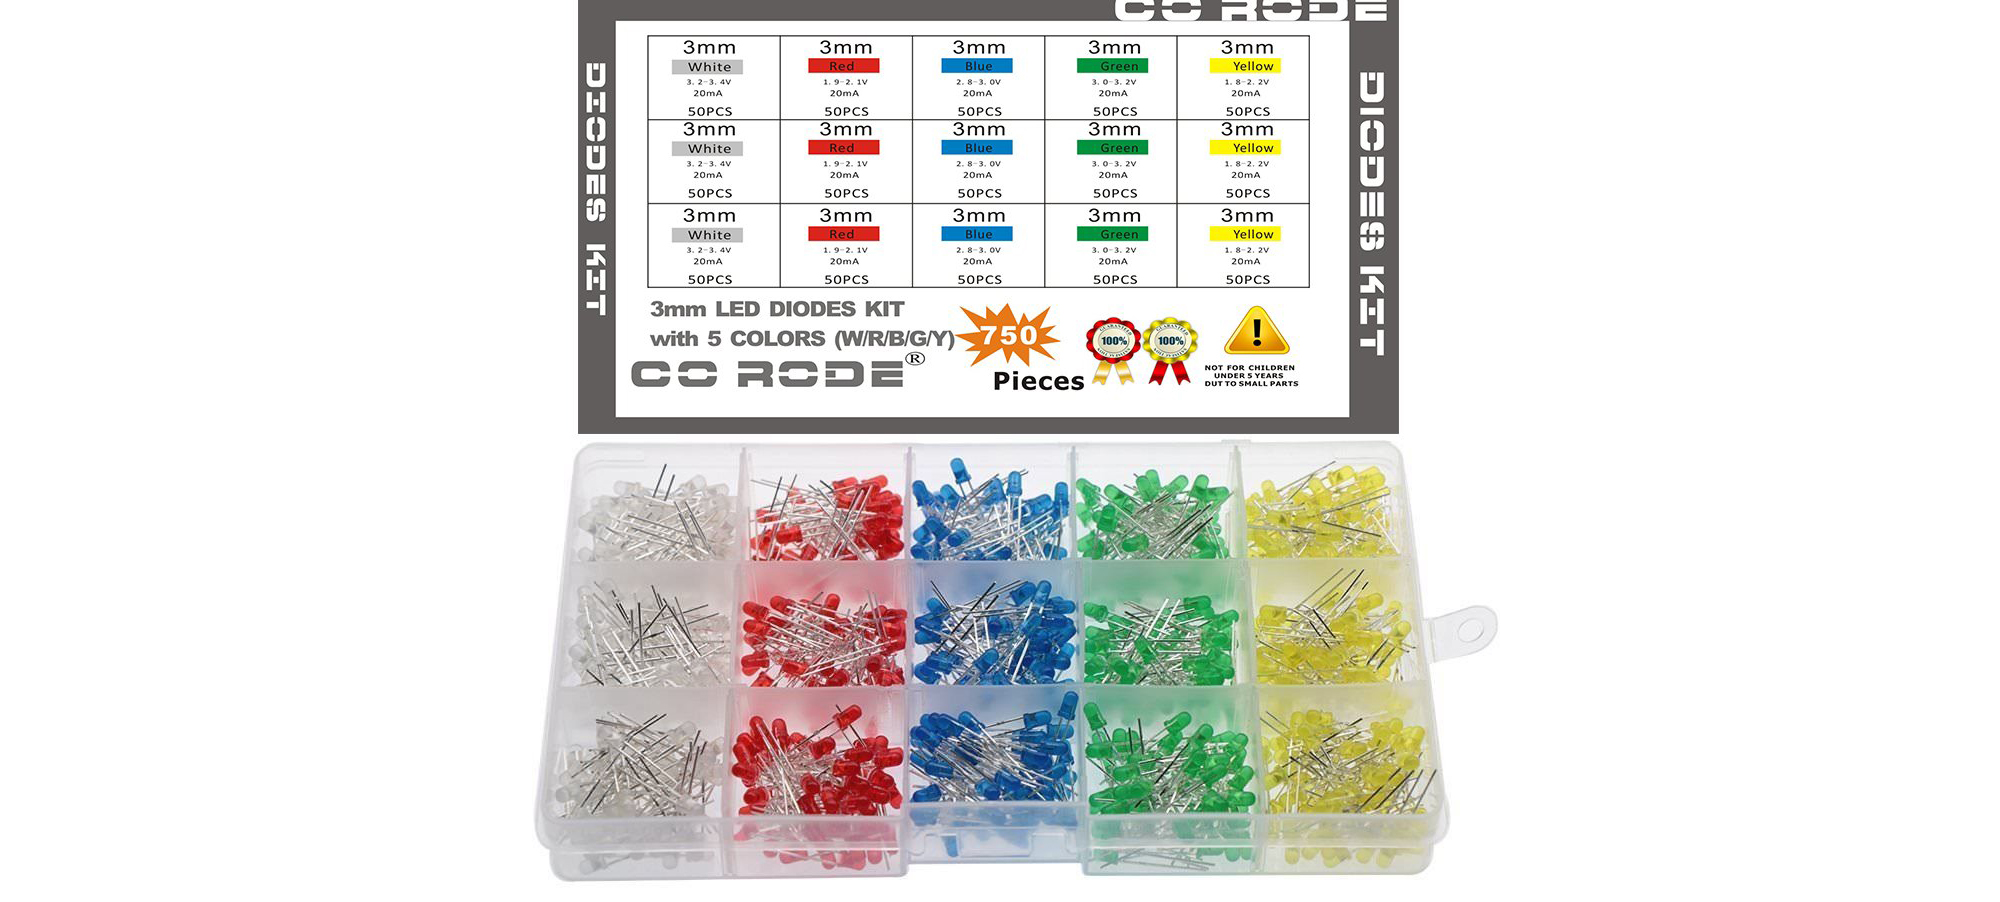 CO RODE
DIODES KIT
DIODES KIT
3mm 3mm 3mm 3mm 3mm
White Red Blue Green Yellow
3.2-3.4V 1.9-2.1V 2.8-3.0V 3.0-3.2V 1.8-2.2V
20mA 20mA 20mA 20mA 20mA
50PCS 50PCS 50PCS 50PCS 50PCS
3mm 3mm 3mm 3mm 3mm
White Red Blue Green Yellow
3.2-3.4V 1.9-2.1V 2.8-3.0V 3.0-3.2V 1.8-2.2V
20mA 20mA 20mA 20mA 20mA
50PCS 50PCS 50PCS 50PCS 50PCS
3mm 3mm 3mm 3mm 3mm
White Red Blue Green Yellow
3.2-3.4V 1.9-2.1V 2.8-3.0V 3.0-3.2V 1.8-2.2V
20mA 20mA 20mA 20mA 20mA
50PCS 50PCS 50PCS 50PCS 50PCS
3mm LED DIODES KIT
with 5 COLORS (W/R/B/G/Y)
CO RODE®
750
Pieces
GUARANTEED
100%
GUARANTEED
100%
!
NOT FOR CHILDREN
UNDER 5 YEARS
DUT TO SMALL PARTS